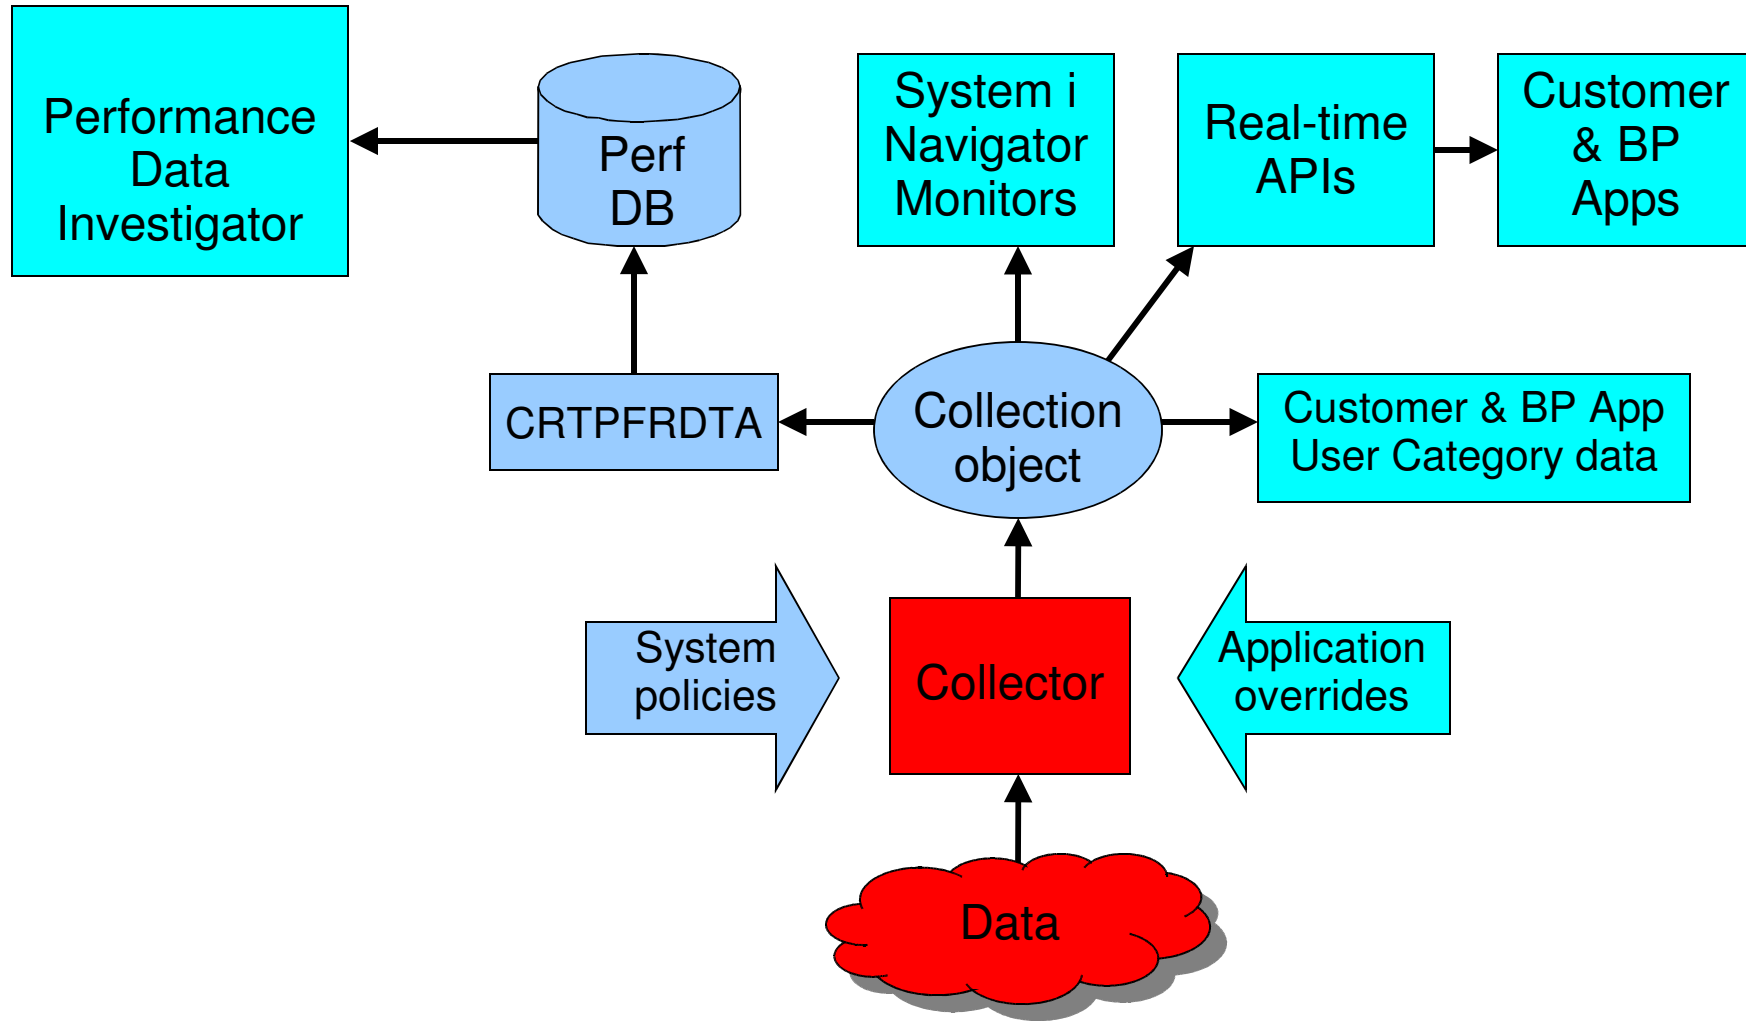 Performance
Data
Investigator
Perf
DB
System i
Navigator
Monitors
Real-time
APIs
Customer
& BP
Apps
CRTPFRDTA
Collection
object
Customer & BP App
User Category data
System
policies
Collector
Application
overrides
Data